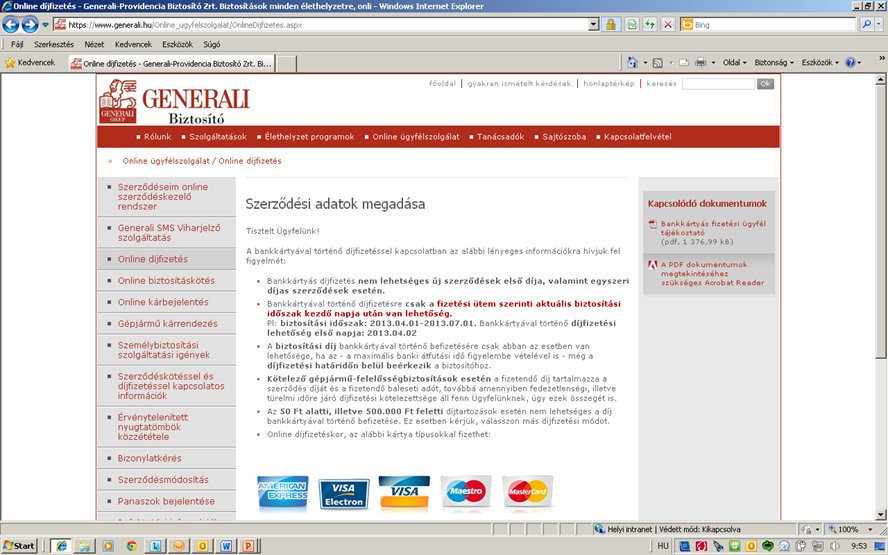 Online díjfizetés - Generali-Providencia Biztosító Zrt. Biztosítások minden élethelyzetre, onli - Windows Internet Explorer
https://www.generali.hu/Online_ugyfelszolgalat/OnlineDijfizetes.aspx
Bing
Fájl Szerkesztés Nézet Kedvencek Eszközök Súgó
Kedvencek
Online díjfizetés - Generali-Providencia Biztosító Zrt. Bi...
Oldal Biztonság Eszközök
főoldal gyakran ismételt kérdések honlaptérkép keresés Ok
GENERALI
Biztosító
GENERALI
GROUP
Rólunk Szolgáltatások Élethelyzet programok Online ügyfélszolgálat Tanácsadók Sajtószoba Kapcsolatfelvétel
Online ügyfélszolgálat / Online díjfizetés
Szerződéseim online
szerződéskezelő
rendszer
Generali SMS Viharjelző
szolgáltatás
Online díjfizetés
Online biztosításkötés
Online kárbejelentés
Gépjármű kárrendezés
Személybiztosítási
szolgáltatási igények
Szerződéskötéssel és
díjfizetéssel kapcsolatos
információk
Érvénytelenített
nyugtatömbök
közzététele
Bizonylatkérés
Szerződésmódosítás
Panaszok bejelentése
Szerződési adatok megadása
Tisztelt Ügyfelünk!
A bankkártyával történő díjfizetéssel kapcsolatban az alábbi lényeges információkra hívjuk fel
figyelmét:
Bankkártyás díjfizetés nem lehetséges új szerződések első díja, valamint egyszeri
díjas szerződések esetén.
Bankkártyával történő díjfizetésre csak a fizetési ütem szerinti aktuális biztosítási
időszak kezdő napja után van lehetőség.
Pl: biztosítási időszak: 2013.04.01-2013.07.01. Bankkártyával történő díjfizetési
lehetőség első napja: 2013.04.02
A biztosítási díj bankkártyával történő befizetésére csak abban az esetben van
lehetősége, ha az - a maximális banki átfutási idő figyelembe vételével is - még a
díjfizetési határidőn belül beérkezik a biztosítóhoz.
Kötelező gépjármű-felelősségbiztosítások esetén a fizetendő díj tartalmazza a
szerződés díját és a fizetendő baleseti adót, továbbá amennyiben fedezetlenségi, illetve
türelmi időre járó díjfizetési kötelezettsége áll fenn Ügyfelünknek, úgy ezek összegét is.
Az 50 Ft alatti, illetve 500.000 Ft feletti díjtartozások esetén nem lehetséges a díj
bankkártyával történő befizetése. Ez esetben kérjük, válasszon más díjfizetési módot.
Online díjfizetéskor, az alábbi kártya típusokkal fizethet:
AMERICAN EXPRESS VISA Electron VISA Maestro MasterCard
Kapcsolódó dokumentumok
Bankkártyás fizetési ügyfél
tájékoztató
(pdf, 1 376,99 kB)
A PDF dokumentumok
megtekintéséhez
szükséges Acrobat Reader
Helyi intranet | Védett mód: Kikapcsolva 100%
Start HU 9:53